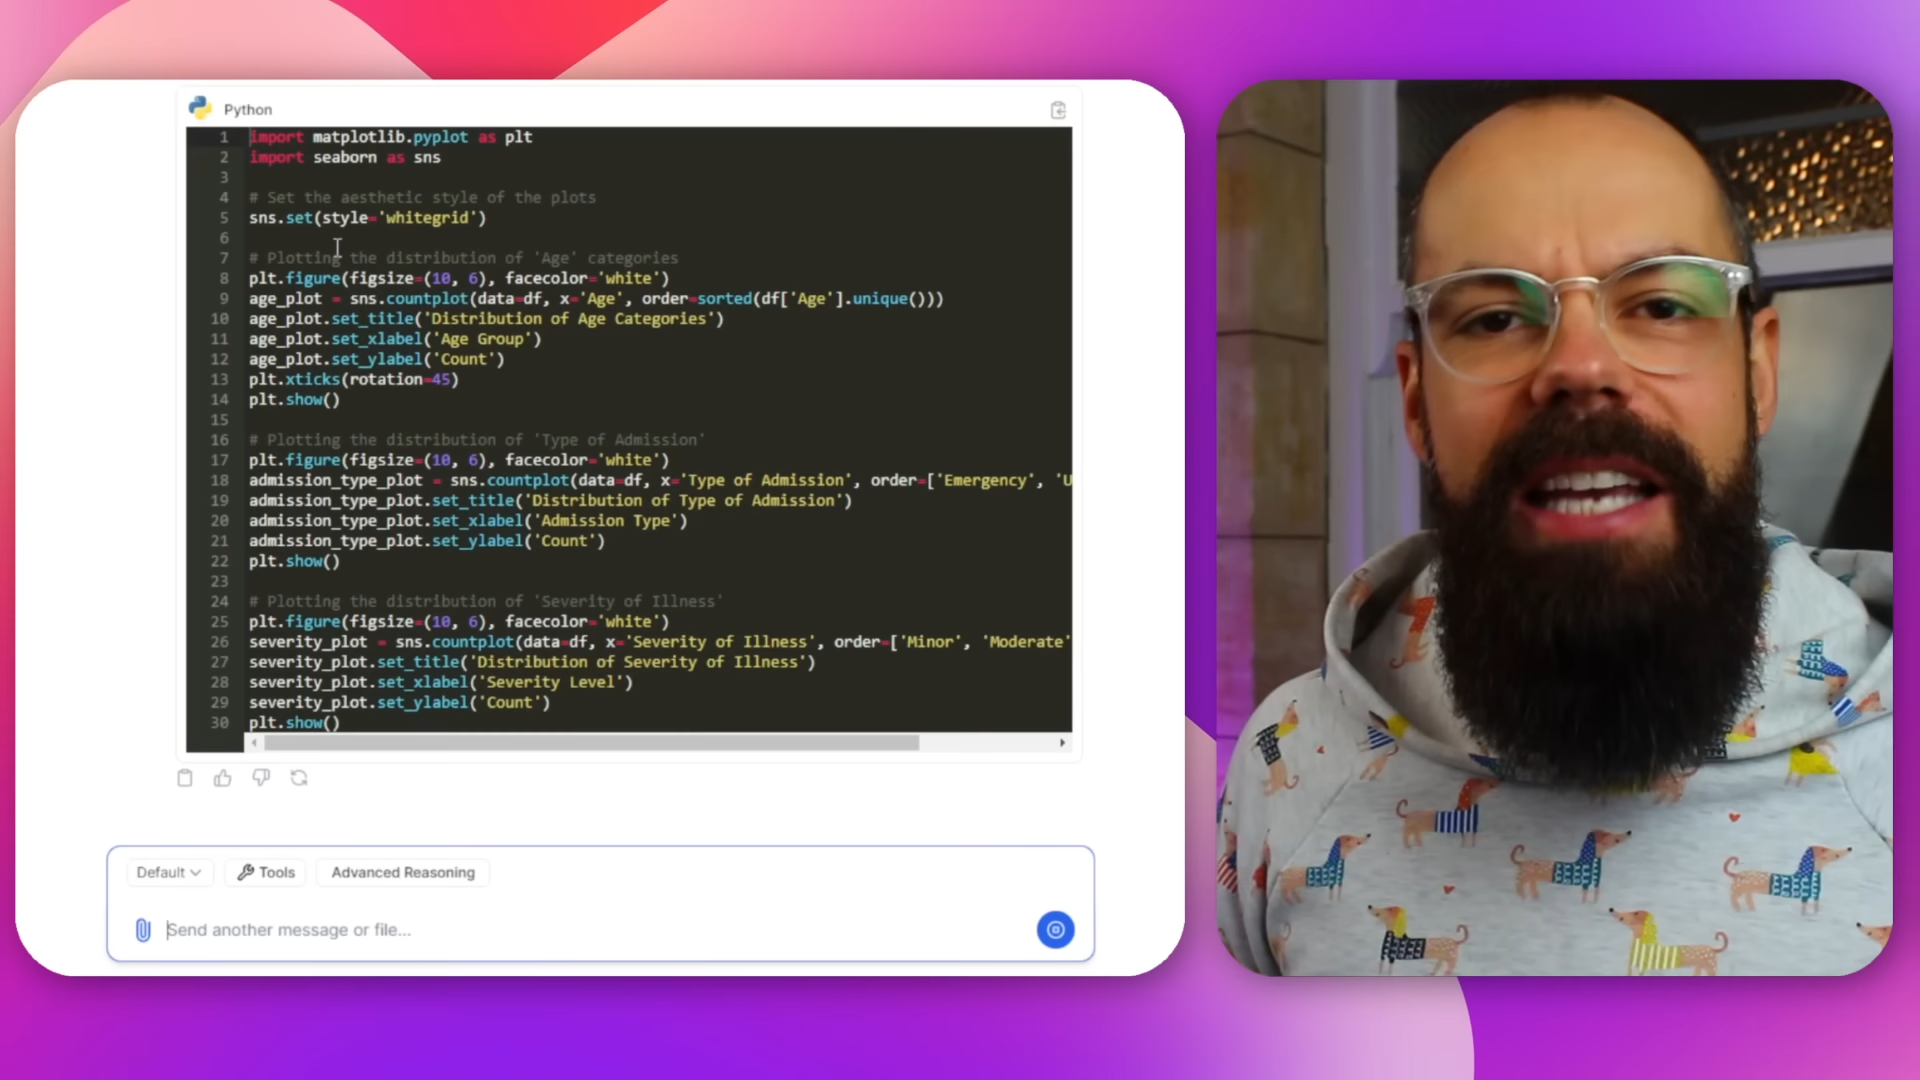 Python
1 import matplotlib.pyplot as plt
2 import seaborn as sns
3
4 # Set the aesthetic style of the plots
5 sns.set(style='whitegrid')
6
7 # Plotting the distribution of 'Age' categories
8 plt.figure(figsize=(10, 6), facecolor='white')
9 age_plot = sns.countplot(data=df, x='Age', order=sorted(df['Age'].unique()))
10 age_plot.set_title('Distribution of Age Categories')
11 age_plot.set_xlabel('Age Group')
12 age_plot.set_ylabel('Count')
13 plt.xticks(rotation=45)
14 plt.show()
15
16 # Plotting the distribution of 'Type of Admission'
17 plt.figure(figsize=(10, 6), facecolor='white')
18 admission_type_plot = sns.countplot(data=df, x='Type of Admission', order=['Emergency', 'U
19 admission_type_plot.set_title('Distribution of Type of Admission')
20 admission_type_plot.set_xlabel('Admission Type')
21 admission_type_plot.set_ylabel('Count')
22 plt.show()
23
24 # Plotting the distribution of 'Severity of Illness'
25 plt.figure(figsize=(10, 6), facecolor='white')
26 severity_plot = sns.countplot(data=df, x='Severity of Illness', order=['Minor', 'Moderate'
27 severity_plot.set_title('Distribution of Severity of Illness')
28 severity_plot.set_xlabel('Severity Level')
29 severity_plot.set_ylabel('Count')
30 plt.show()
Default Tools Advanced Reasoning
Send another message or file...